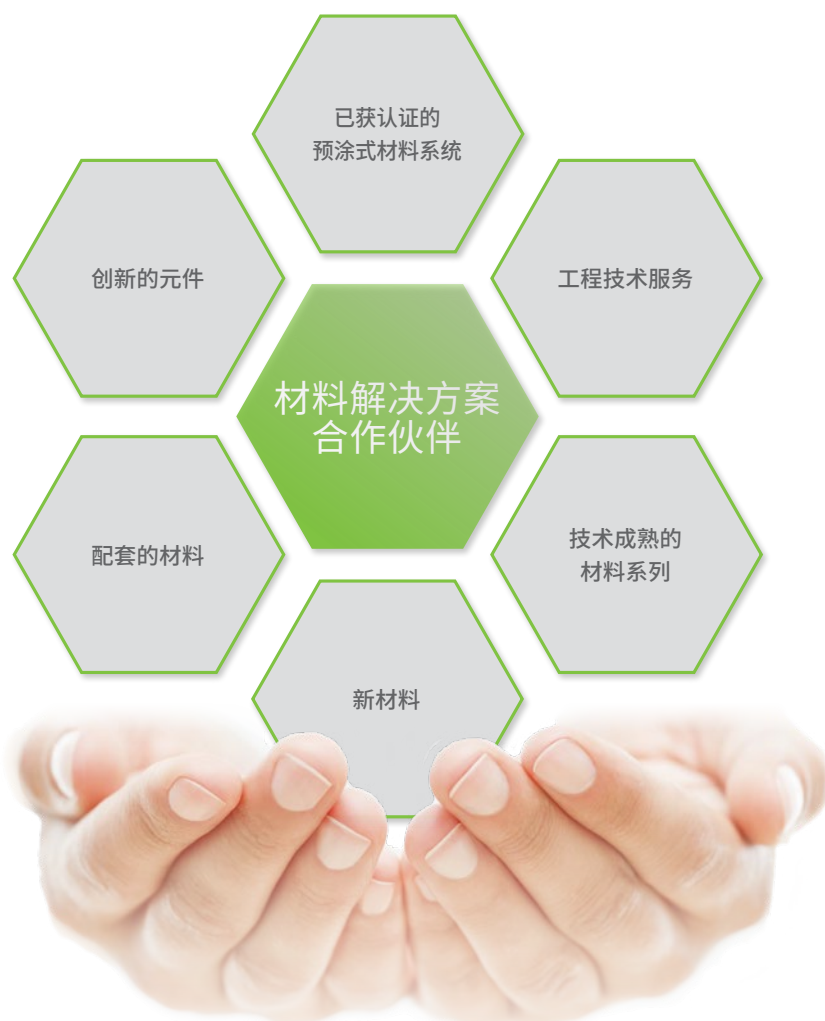 已获认证的
预涂式材料系统
创新的元件
工程技术服务
材料解决方案
合作伙伴
配套的材料
技术成熟的
材料系列
新材料